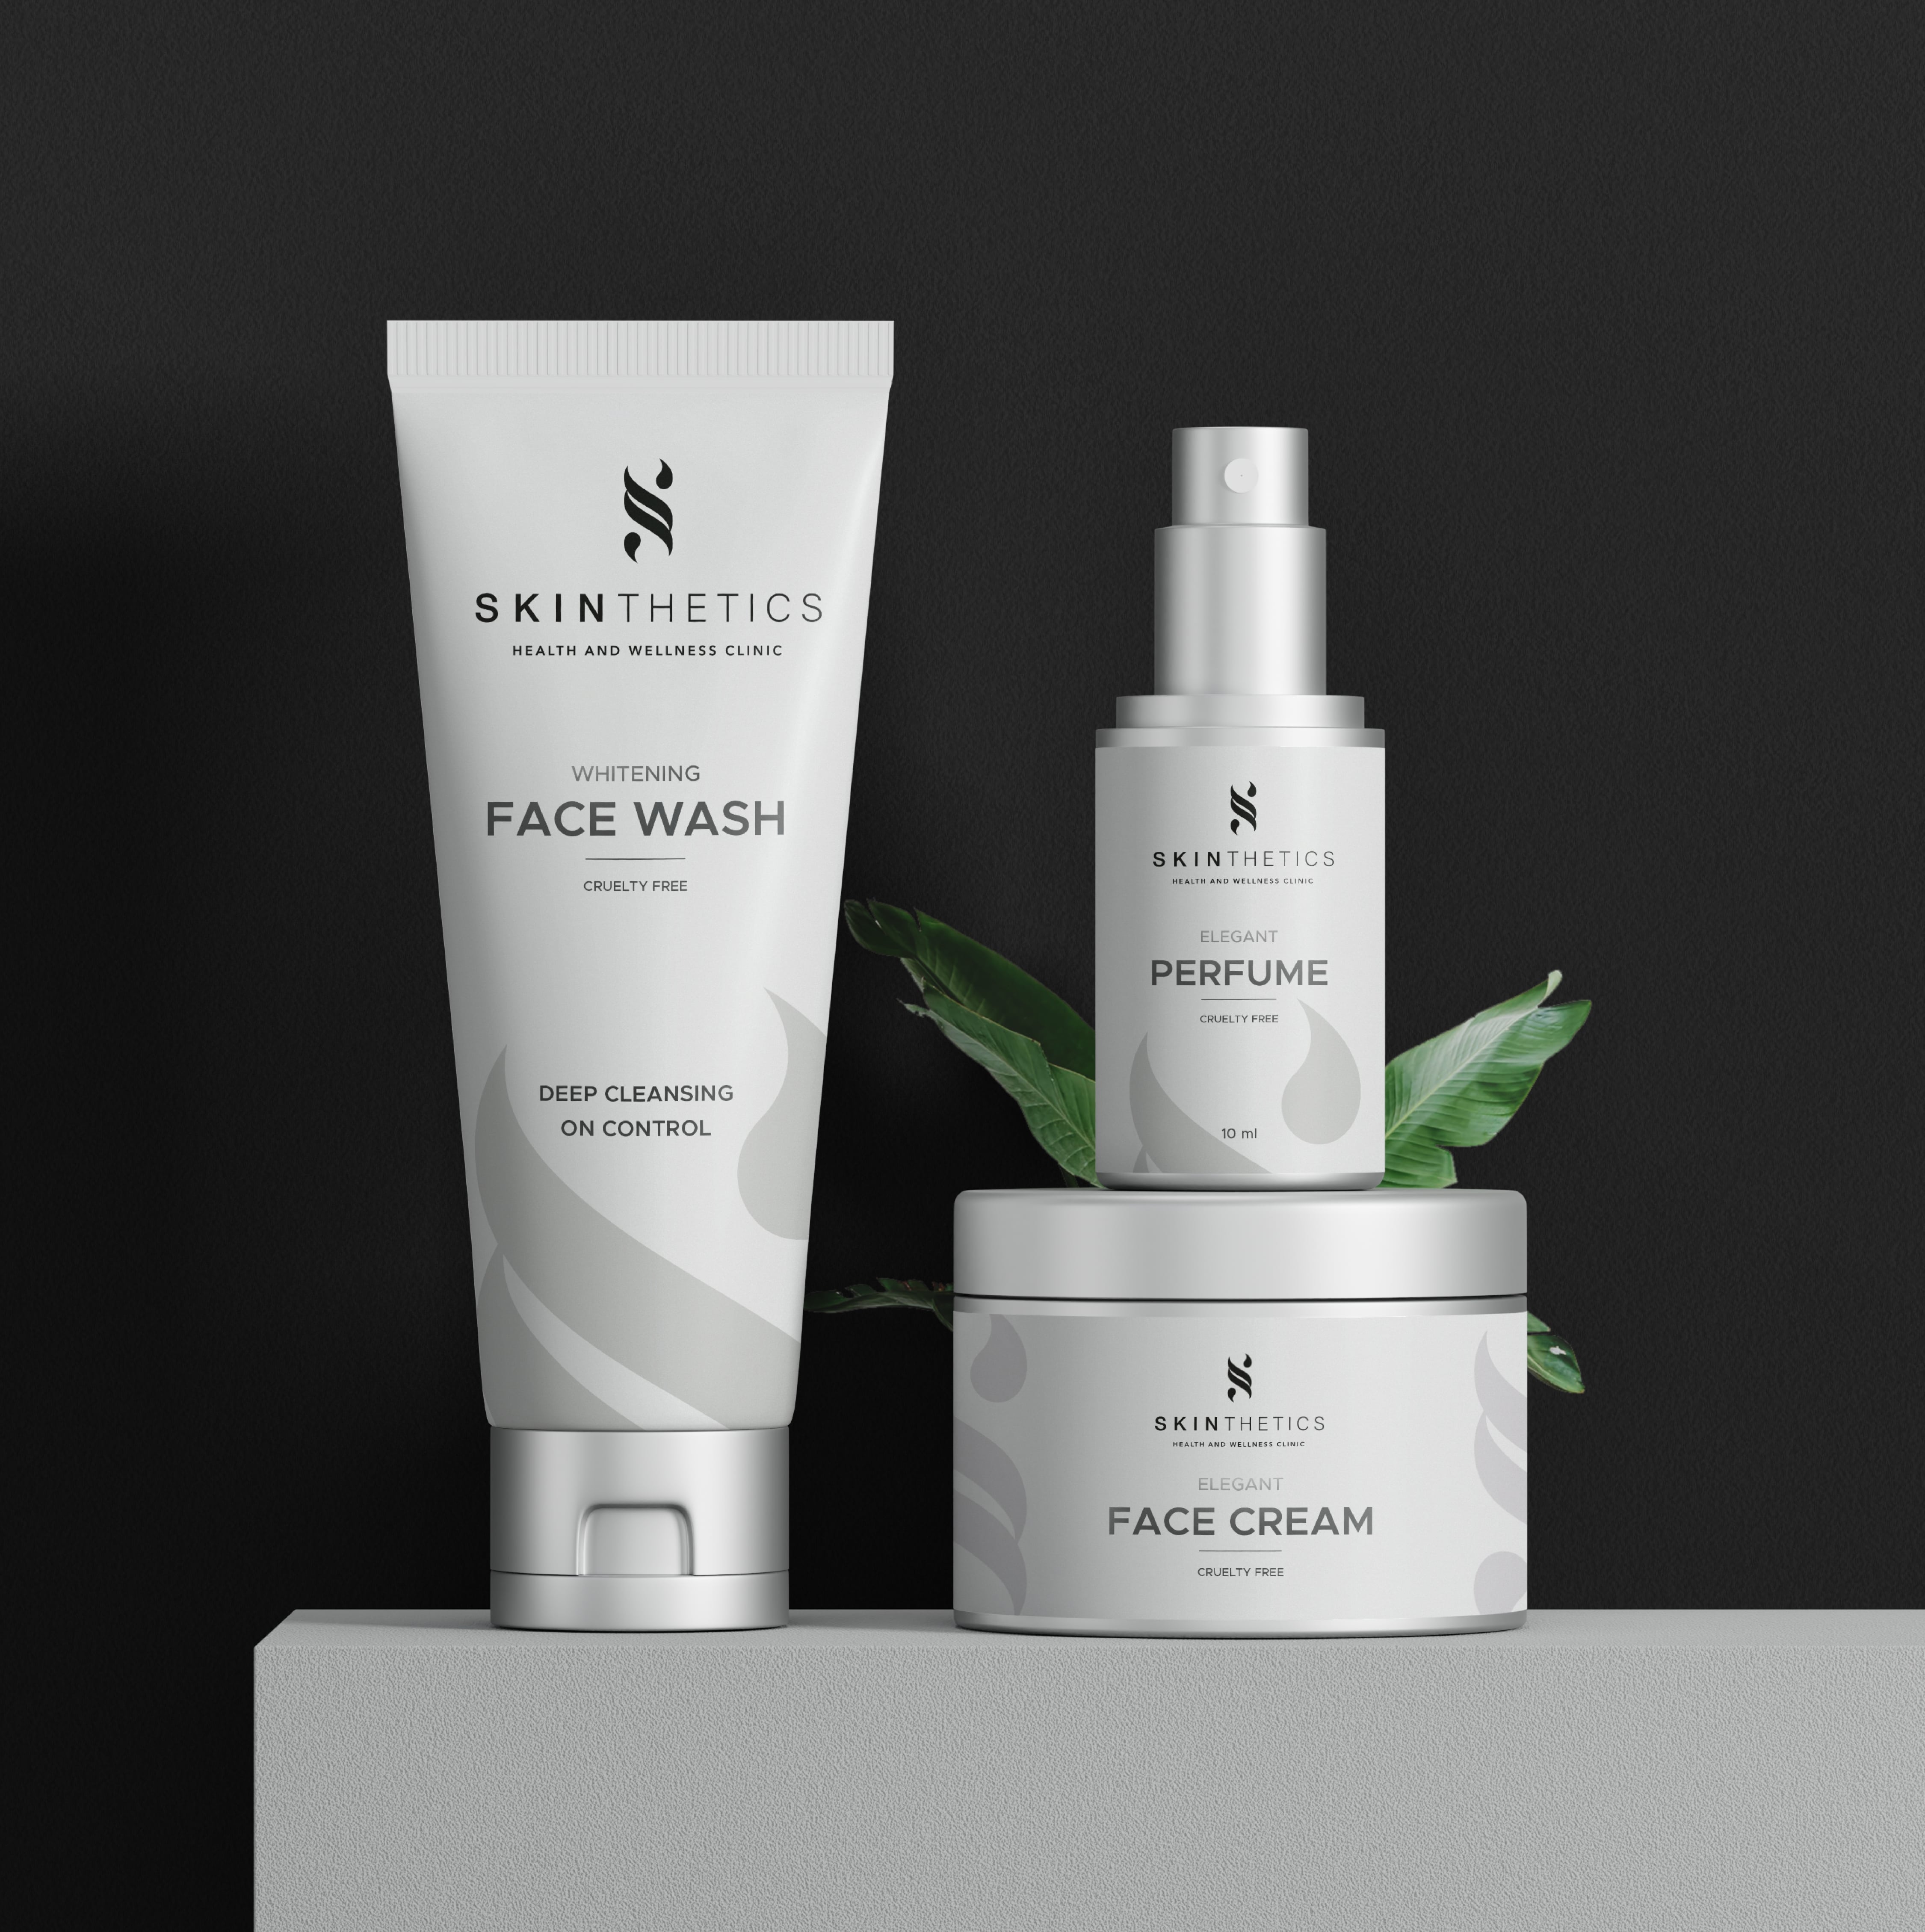 SKINTHETICS
HEALTH AND WELLNESS CLINIC
WHITENING
FACE WASH
CRUELTY FREE
DEEP CLEANSING
ON CONTROL
SKINTHETICS
HEALTH AND WELLNESS CLINIC
ELEGANT
PERFUME
CRUELTY FREE
10 ml
SKINTHETICS
HEALTH AND WELLNESS CLINIC
ELEGANT
FACE CREAM
CRUELTY FREE